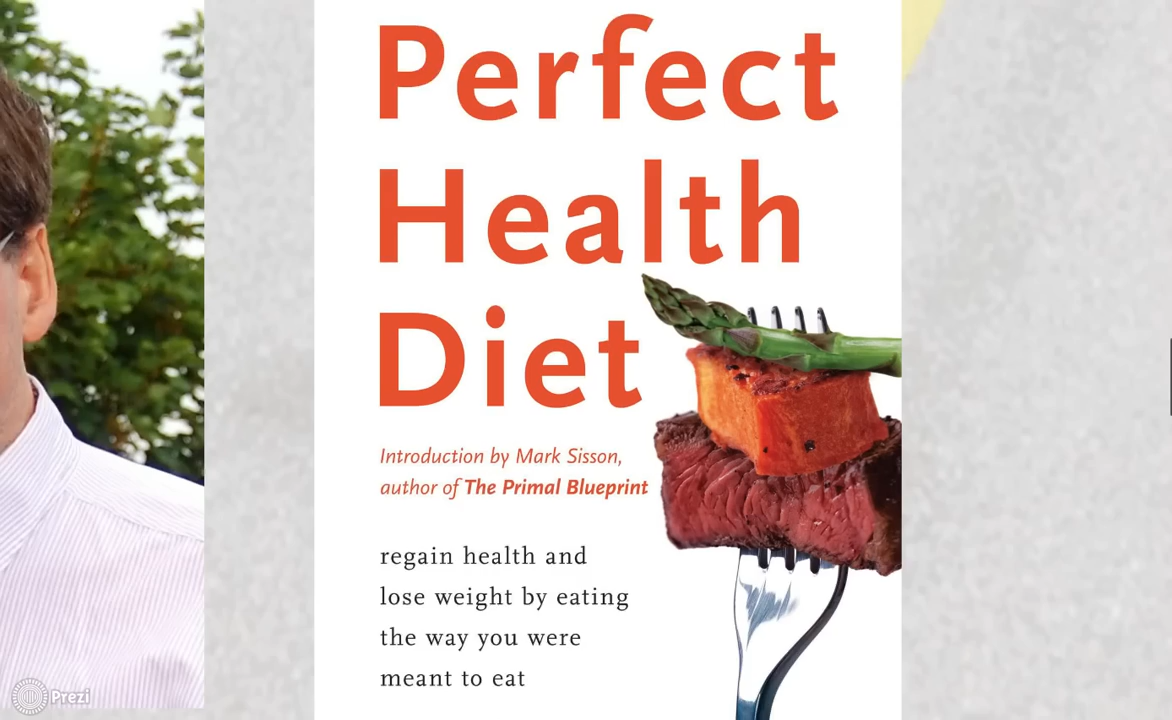 Perfect
Health
Diet
Introduction by Mark Sisson,
author of The Primal Blueprint
regain health and
lose weight by eating
the way you were
meant to eat
Prezi